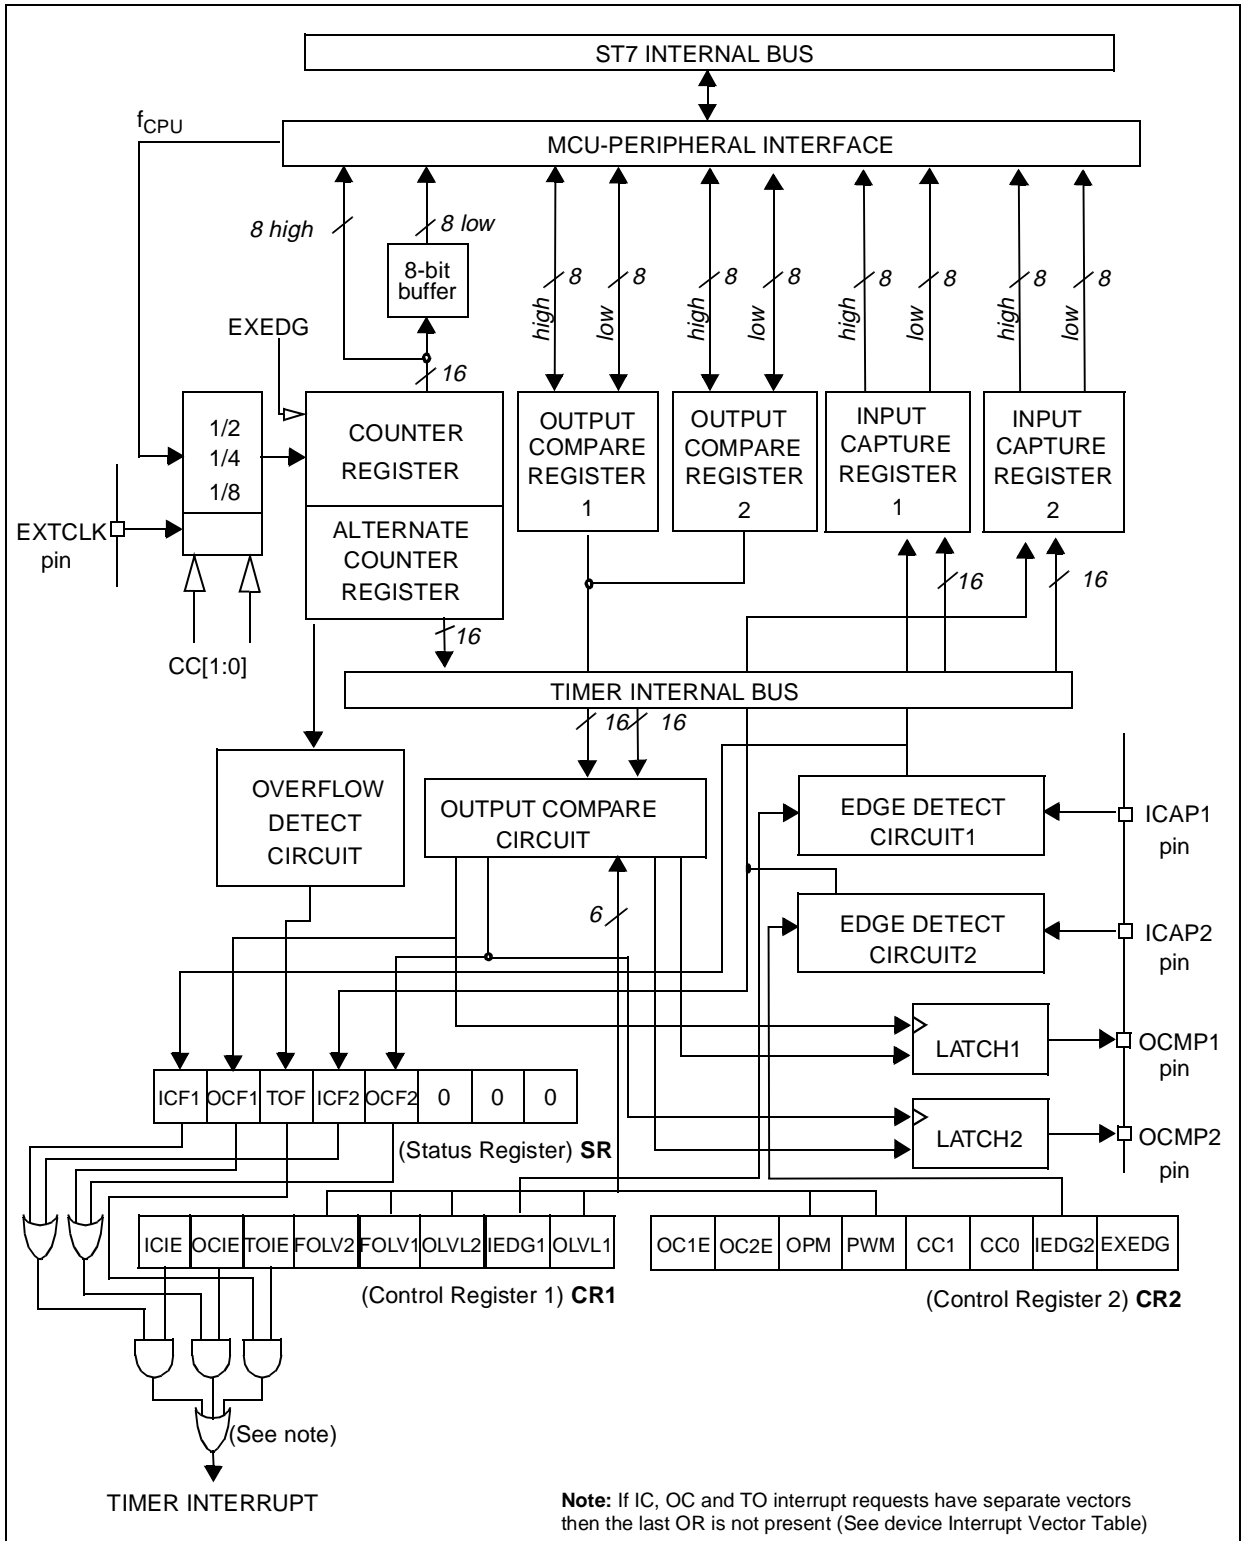 ST7 INTERNAL BUS
fCPU
MCU-PERIPHERAL INTERFACE
8 high
8 low
8-bit
buffer
high
8
low
8
high
8
low
8
high
8
low
8
high
8
low
8
EXEDG
16
1/2
1/4
1/8
COUNTER
REGISTER
ALTERNATE
COUNTER
REGISTER
OUTPUT
COMPARE
REGISTER
1
OUTPUT
COMPARE
REGISTER
2
INPUT
CAPTURE
REGISTER
1
INPUT
CAPTURE
REGISTER
2
EXTCLK
pin
16
16
16
CC[1:0]
TIMER INTERNAL BUS
16
16
OVERFLOW
DETECT
CIRCUIT
OUTPUT COMPARE
CIRCUIT
EDGE DETECT
CIRCUIT1
ICAP1
pin
6
EDGE DETECT
CIRCUIT2
ICAP2
pin
LATCH1
OCMP1
pin
LATCH2
OCMP2
pin
ICF1 OCF1 TOF ICF2 OCF2 0 0 0
(Status Register) SR
ICIE OCIE TOIE FOLV2 FOLV1 OLVL2 IEDG1 OLVL1
(Control Register 1) CR1
OC1E OC2E OPM PWM CC1 CC0 IEDG2 EXEDG
(Control Register 2) CR2
(See note)
TIMER INTERRUPT
Note: If IC, OC and TO interrupt requests have separate vectors
then the last OR is not present (See device Interrupt Vector Table)